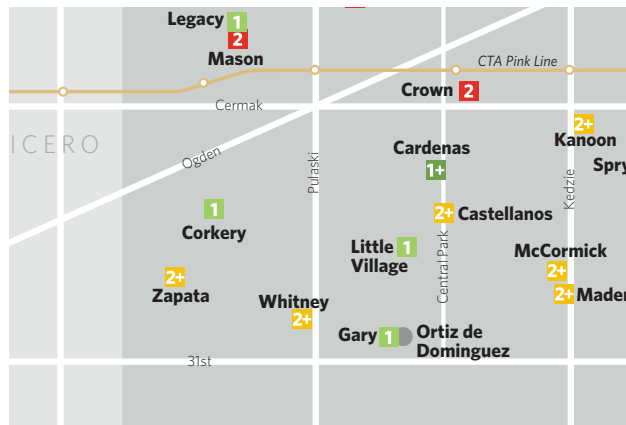 Legacy 1
2
Mason
CTA Pink Line
Crown 2
Cermak
ICERO
2+
Kanoon
Cardenas
1+
Spry
Ogden
Pulaski
Kedzie
1
Corkery
2+ Castellanos
Little 1
Village
Central Park
McCormick
2+
2+
Zapata
2+ Mader
Whitney
2+
Gary 1
Ortiz de
Dominguez
31st